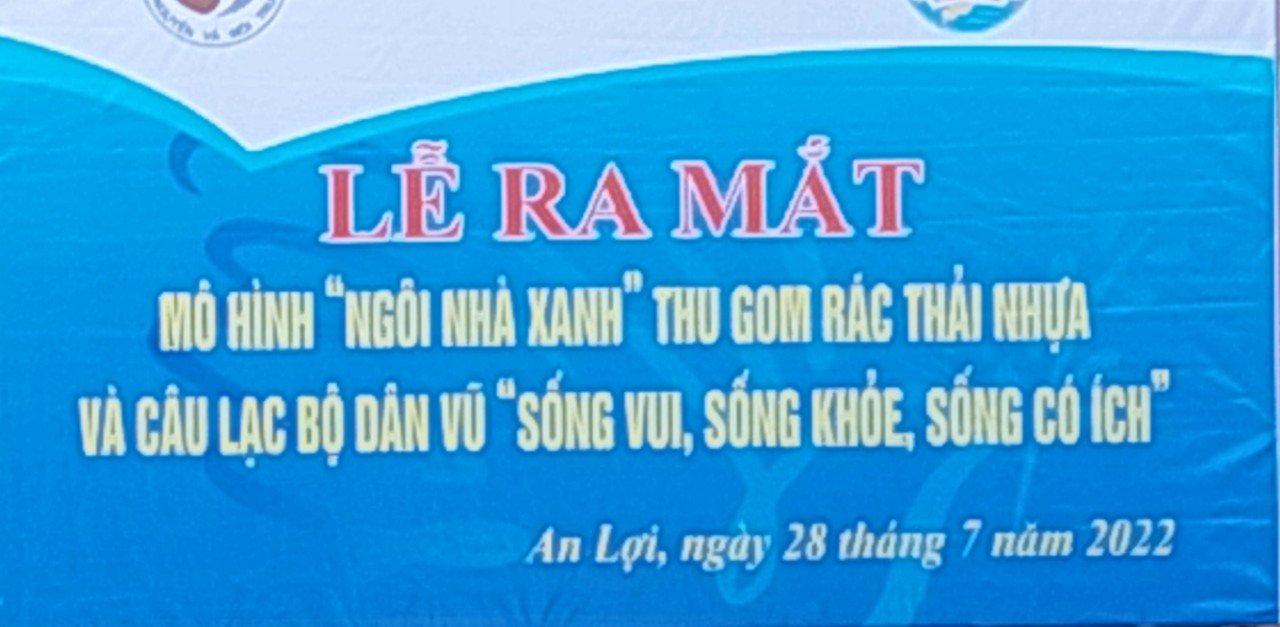 LỄ RA MẮT
MÔ HÌNH "NGÔI NHÀ XANH" THU GOM RÁC THẢI NHỰA
VÀ CÂU LẠC BỘ DÂN VŨ "SỐNG VUI, SỐNG KHỎE, SỐNG CÓ ÍCH"
An Lợi, ngày 28 tháng 7 năm 2022